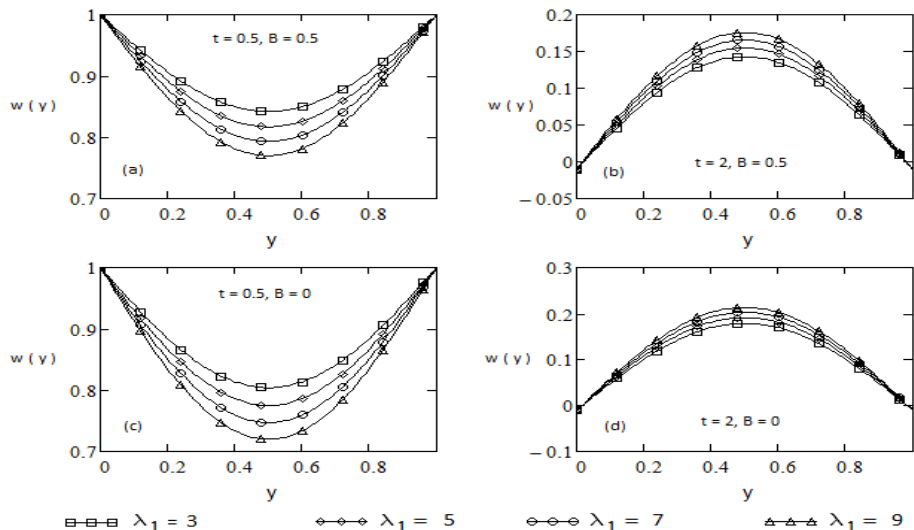 1
0.9
0.8
0.7
w ( y )
t = 0.5, B = 0.5
(a)
0 0.2 0.4 0.6 0.8
y
0.2
0.15
0.1
0.05
0
−0.05
w ( y )
(b)
t = 2, B = 0.5
0 0.2 0.4 0.6 0.8
y
1
0.9
0.8
0.7
w ( y )
t = 0.5, B = 0
(c)
0 0.2 0.4 0.6 0.8
y
0.3
0.2
0.1
0
−0.1
w ( y )
(d)
t = 2, B = 0
0 0.2 0.4 0.6 0.8
y
λ₁ = 3 λ₁ = 5 λ₁ = 7 λ₁ = 9